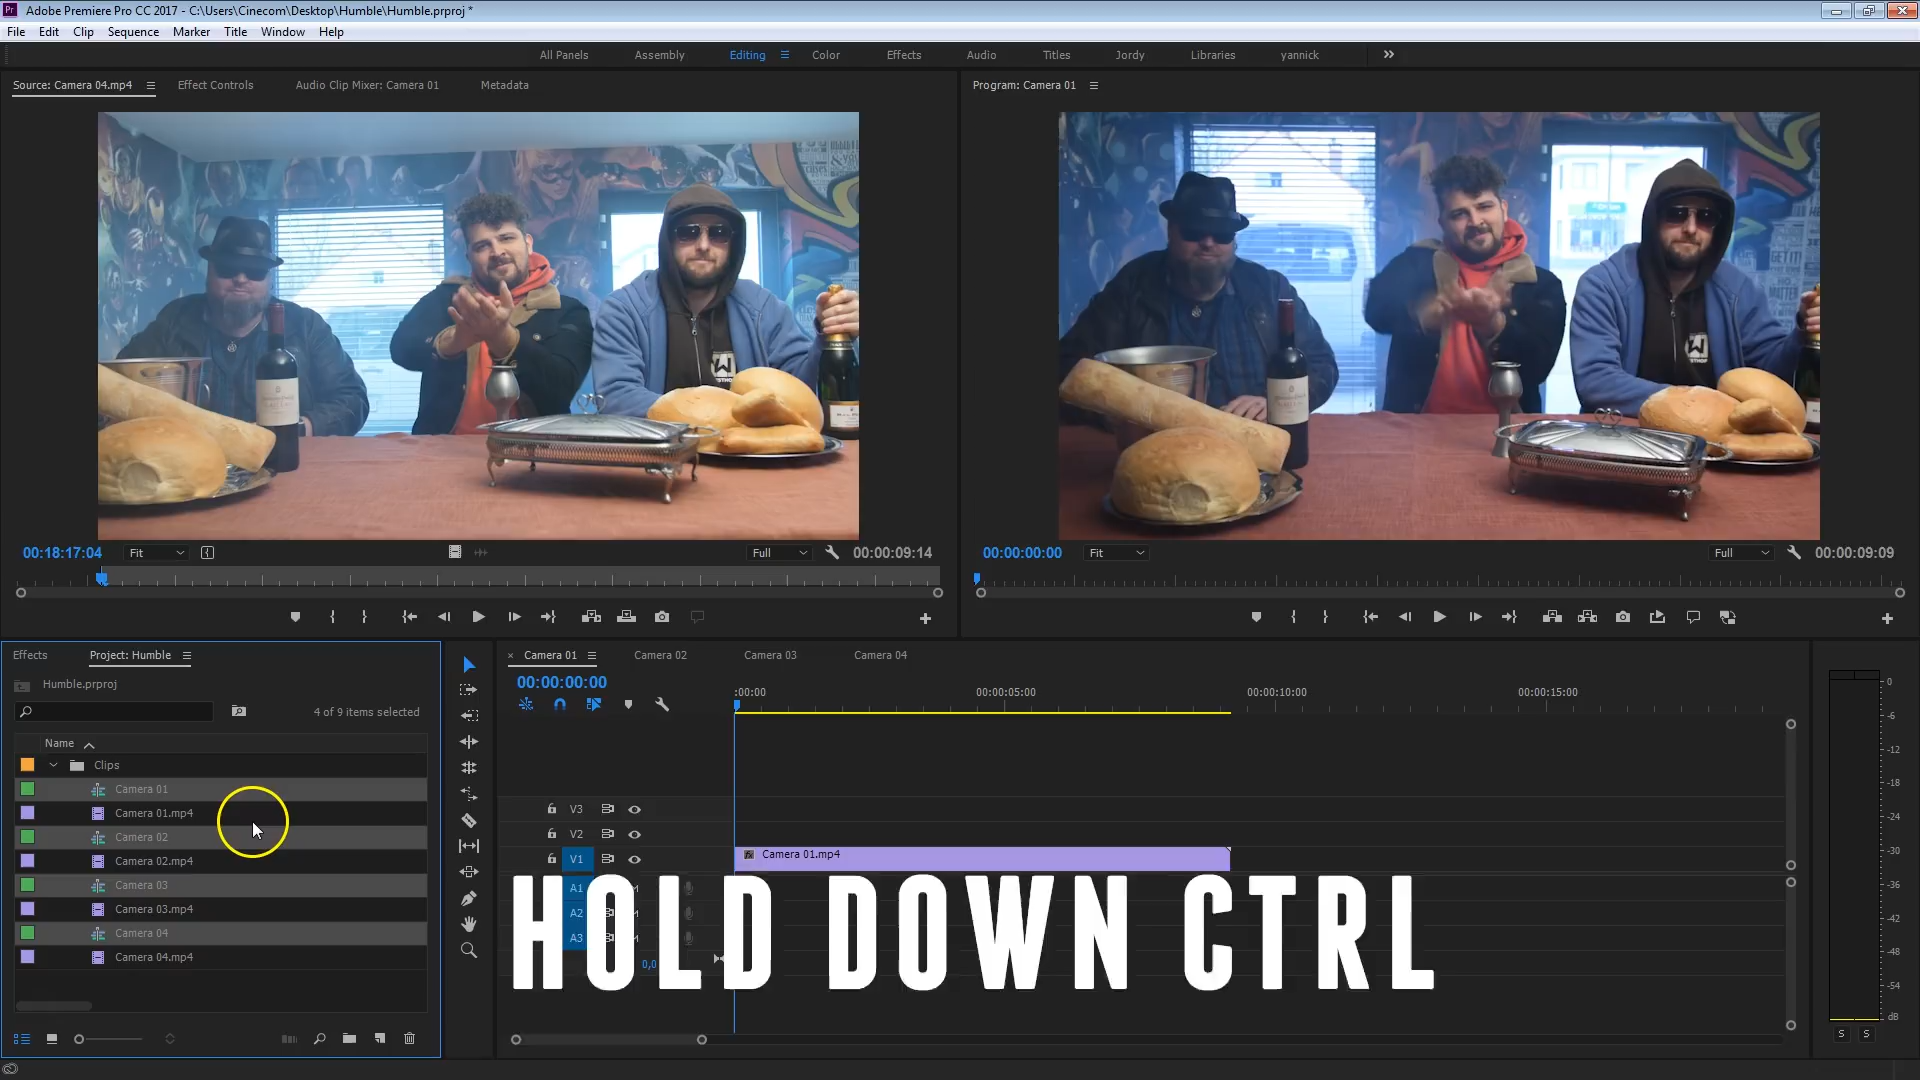 Adobe Premiere Pro CC 2017 - C:\Users\Cinecom\Desktop\Humble\Humble.prproj *
File Edit Clip Sequence Marker Title Window Help
All Panels Assembly Editing Color Effects Audio Titles Jordy Libraries yannick
Source: Camera 04.mp4 Effect Controls Audio Clip Mixer: Camera 01 Metadata
Program: Camera 01
00:18:17:04 Fit Full 00:00:09:14
00:00:00:00 Fit Full 00:00:09:09
Effects Project: Humble
Humble.prproj
4 of 9 items selected
Name
Clips
Camera 01
Camera 01.mp4
Camera 02
Camera 02.mp4
Camera 03
Camera 03.mp4
Camera 04
Camera 04.mp4
Camera 01 Camera 02 Camera 03 Camera 04
00:00:00:00
:00:00 00:00:05:00 00:00:10:00 00:00:15:00
V3
V2
V1 Camera 01.mp4
A1 M
A2 M
A3 M
0,0
HOLD DOWN CTRL
0
-6
-12
-18
-24
-30
-36
-42
-48
-54
dB
S S